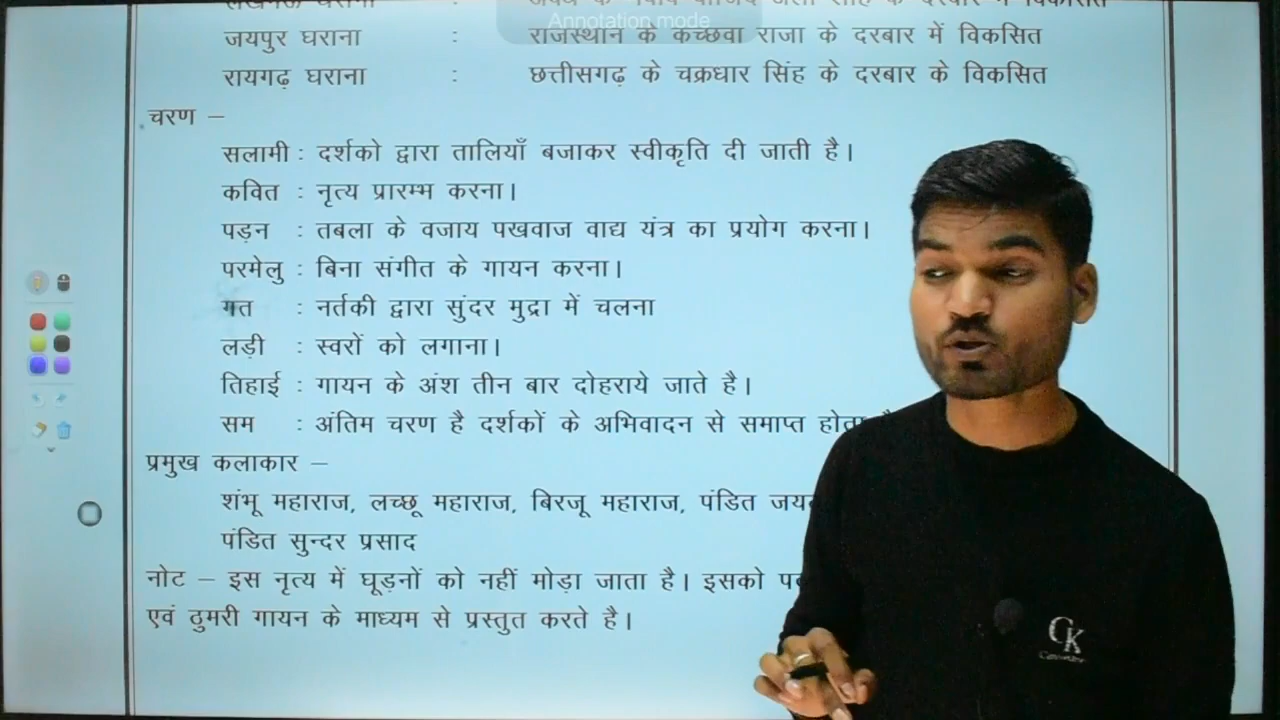 Annotation mode
जयपुर घराना : राजस्थान के कच्छवा राजा के दरबार में विकसित
रायगढ़ घराना : छत्तीसगढ़ के चक्रधार सिंह के दरबार के विकसित
चरण –
सलामी : दर्शको द्वारा तालियाँ बजाकर स्वीकृति दी जाती है।
कवित : नृत्य प्रारम्भ करना।
पड़न : तबला के वजाय पखवाज वाद्य यंत्र का प्रयोग करना।
परमेलु : बिना संगीत के गायन करना।
गत : नर्तकी द्वारा सुंदर मुद्रा में चलना
लड़ी : स्वरों को लगाना।
तिहाई : गायन के अंश तीन बार दोहराये जाते है।
सम : अंतिम चरण है दर्शकों के अभिवादन से समाप्त होता
प्रमुख कलाकार –
शंभू महाराज, लच्छू महाराज, बिरजू महाराज, पंडित
पंडित सुन्दर प्रसाद
नोट – इस नृत्य में घूड़नों को नहीं मोड़ा जाता है। इसको
एवं ठुमरी गायन के माध्यम से प्रस्तुत करते है।
CK